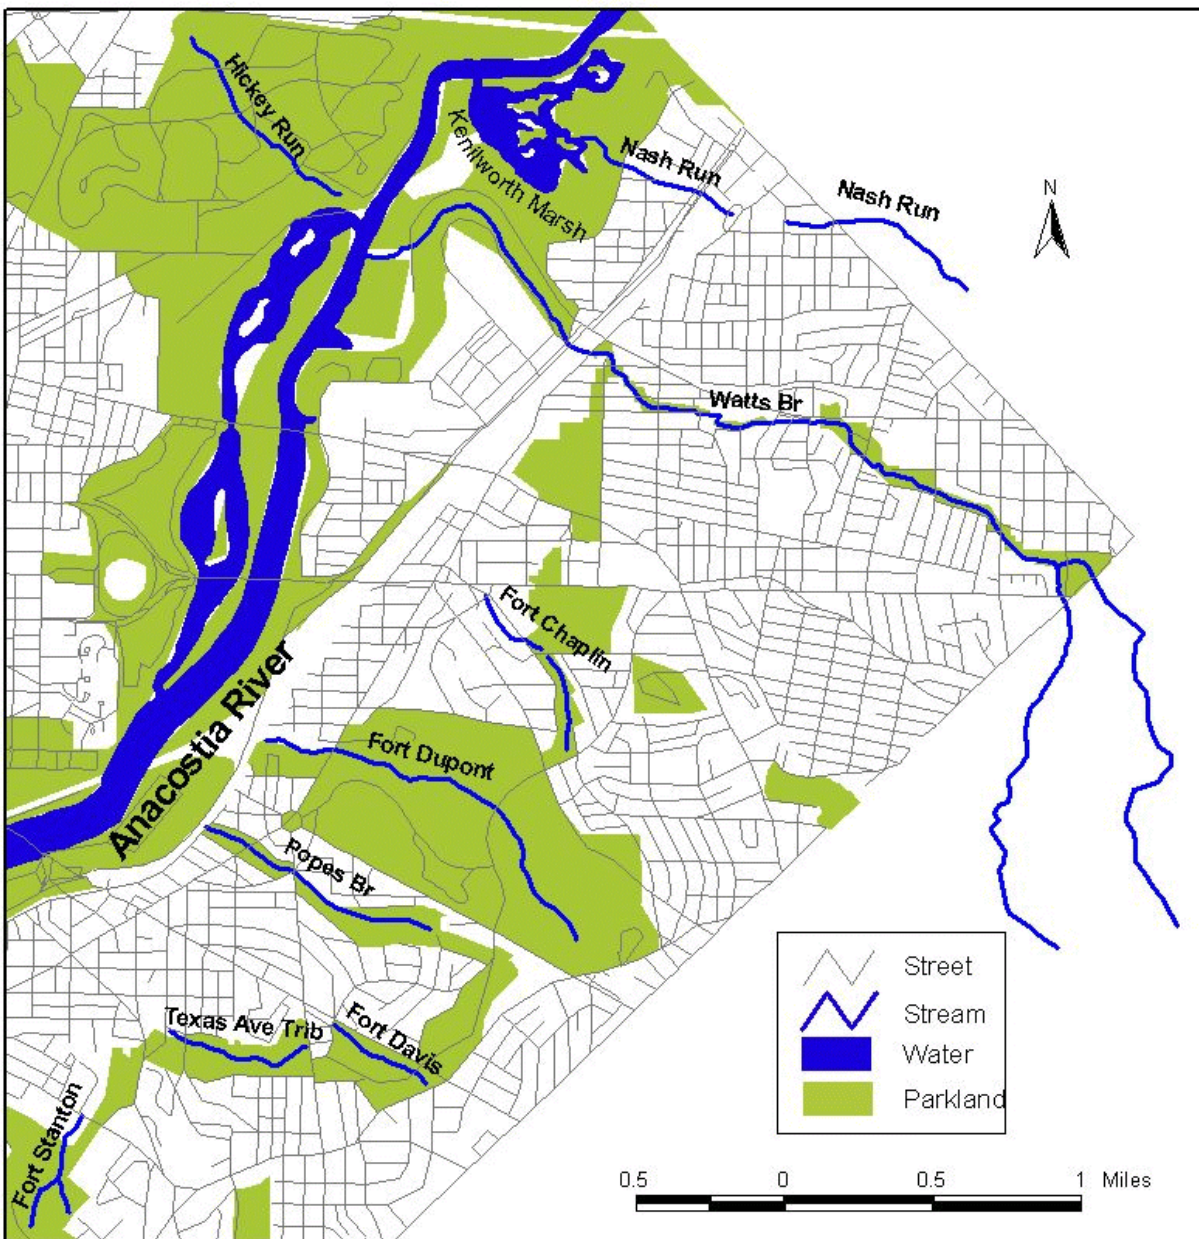 Hickey Run
Kenilworth Marsh
Nash Run
Nash Run
N
Watts Br
Fort Chaplin
Anacostia River
Fort Dupont
Popes Br
Texas Ave Trib
Fort Davis
Fort Stanton
Street
Stream
Water
Parkland
0.5 0 0.5 1 Miles